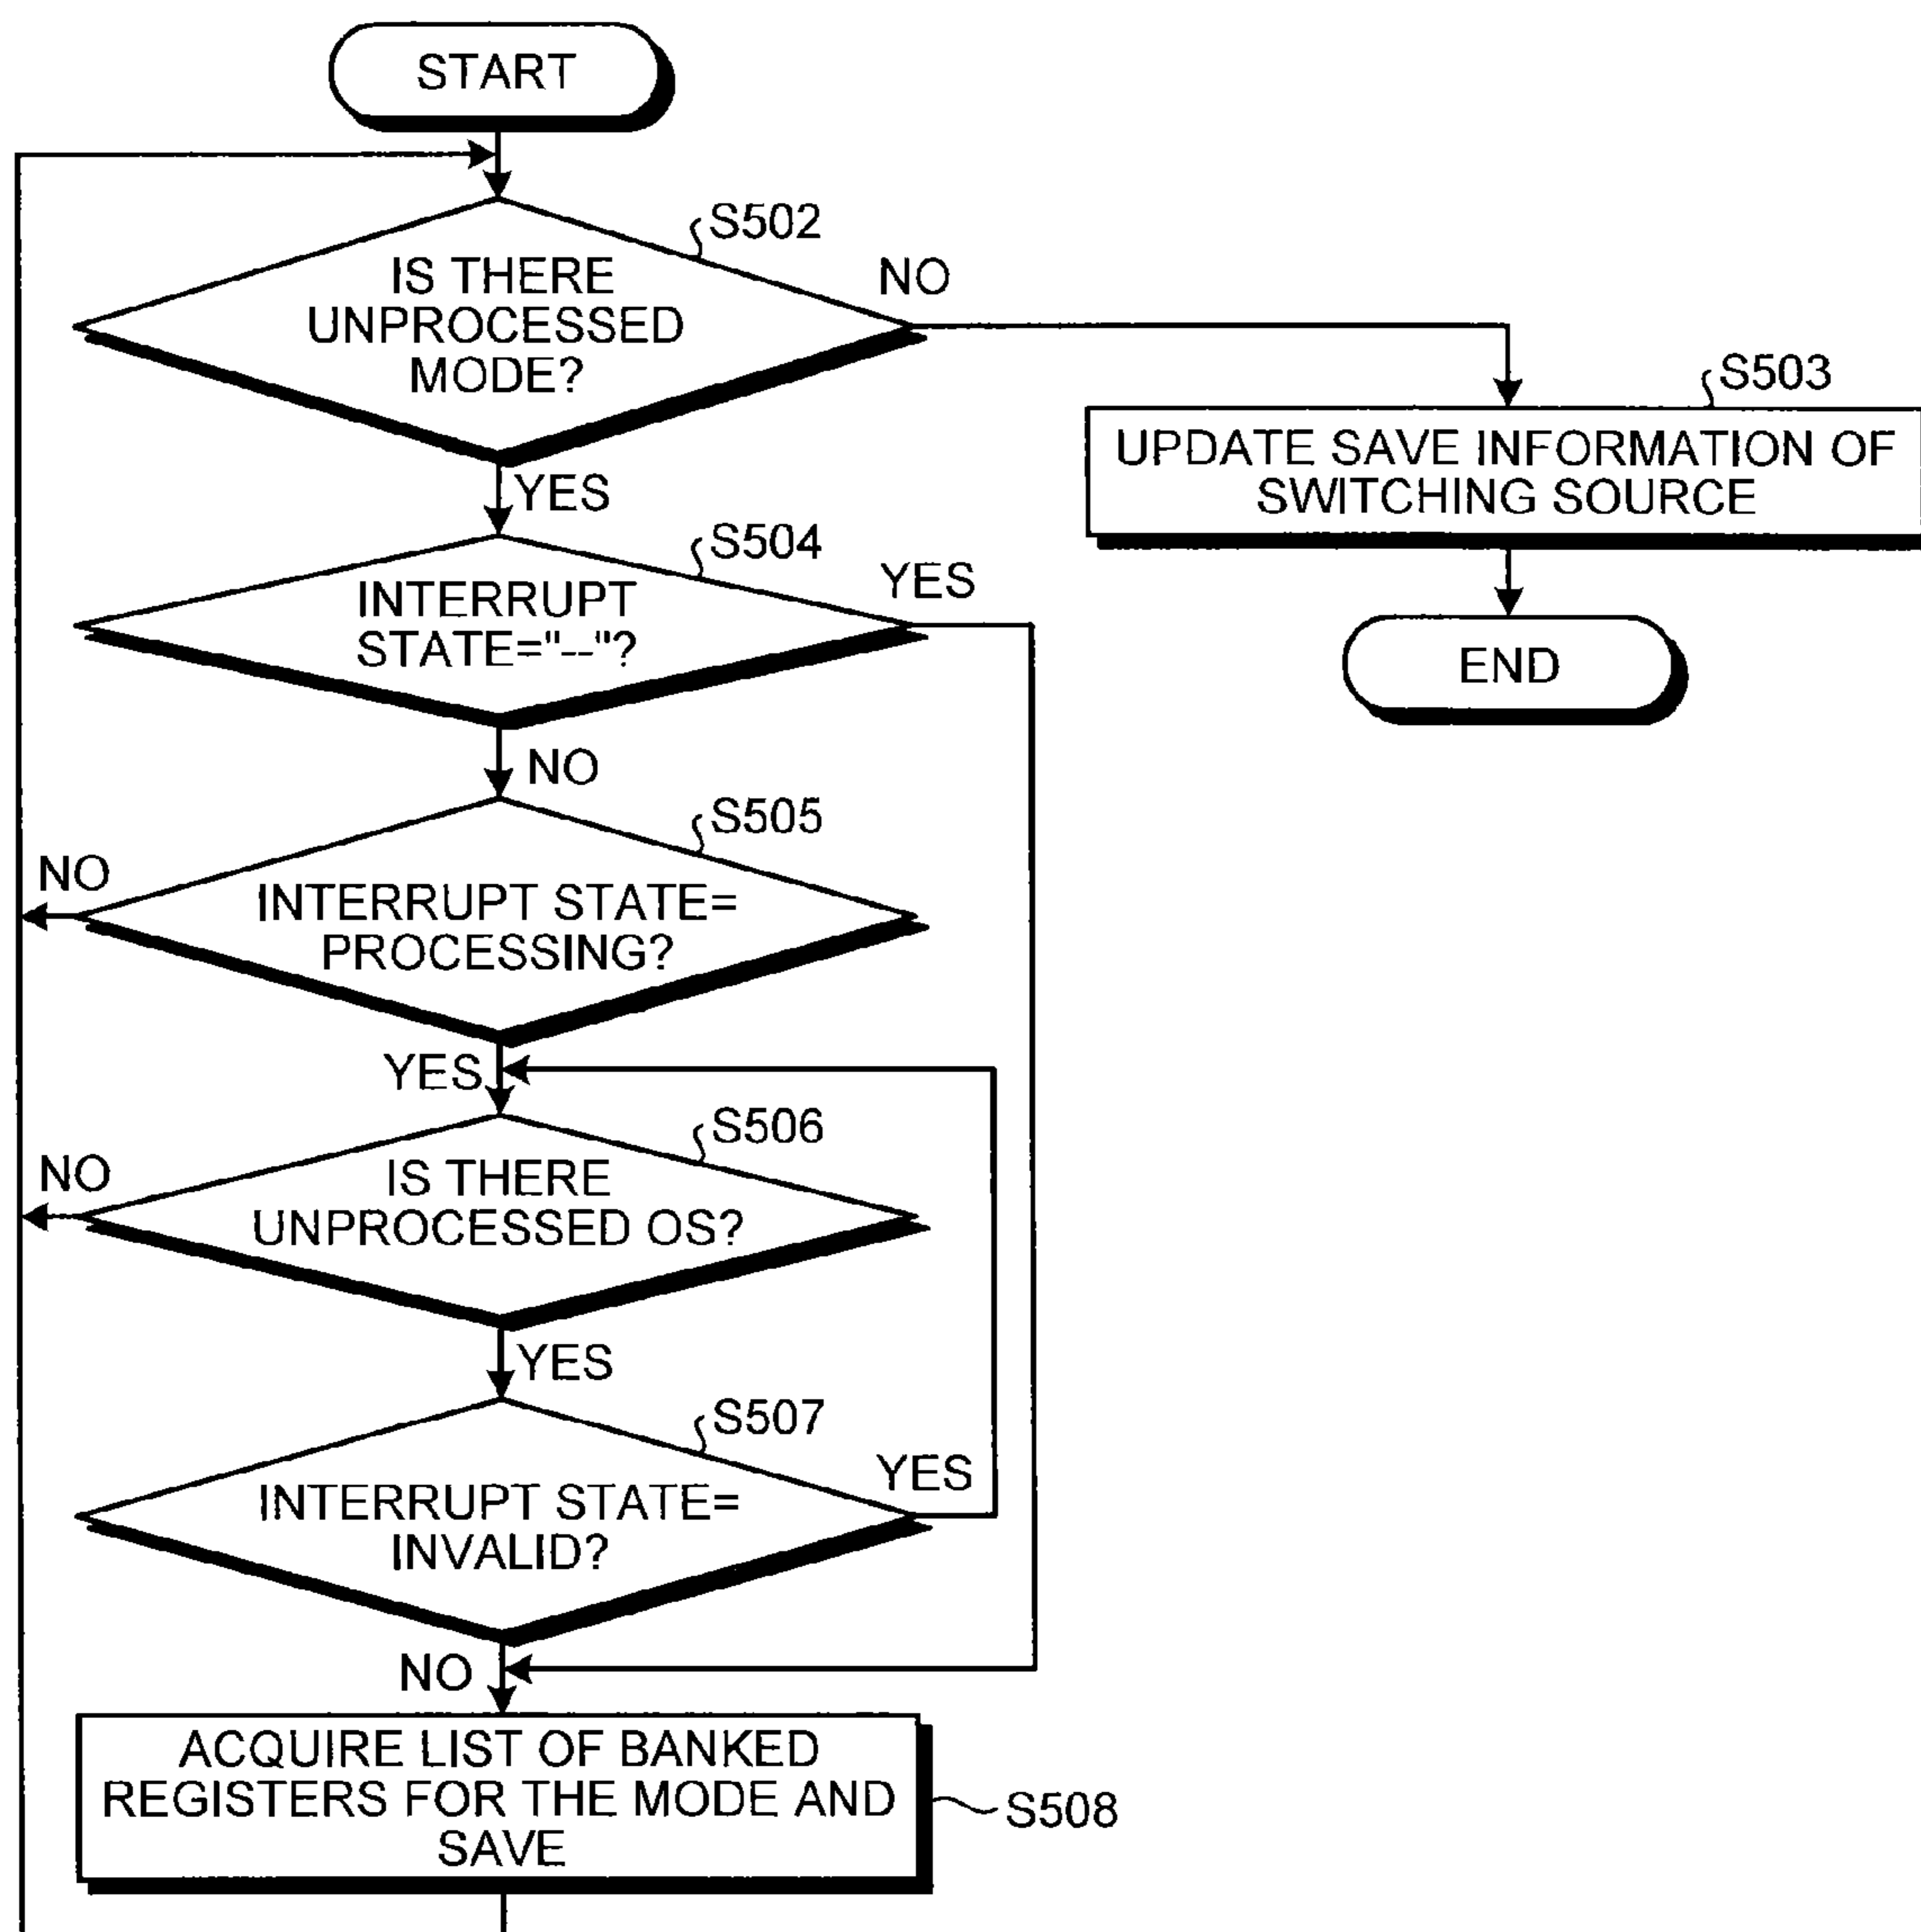 START
S502
IS THERE
UNPROCESSED
MODE?
NO
YES
S503
UPDATE SAVE INFORMATION OF
SWITCHING SOURCE
END
S504
INTERRUPT
STATE="--"?
YES
NO
S505
INTERRUPT STATE=
PROCESSING?
NO
YES
S506
IS THERE
UNPROCESSED OS?
NO
YES
S507
INTERRUPT STATE=
INVALID?
YES
NO
ACQUIRE LIST OF BANKED
REGISTERS FOR THE MODE AND
SAVE
S508